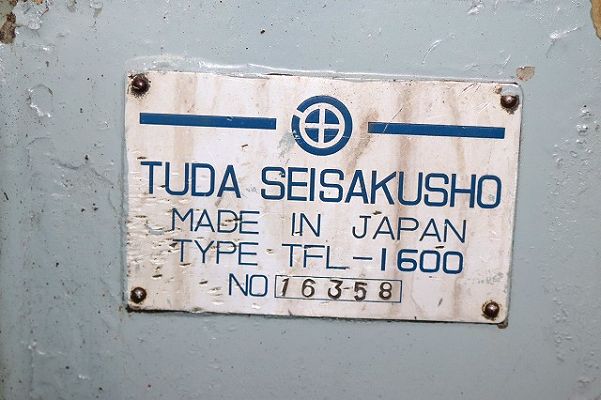 TUDA SEISAKUSHO
MADE IN JAPAN
TYPE TFL-1600
NO 16358